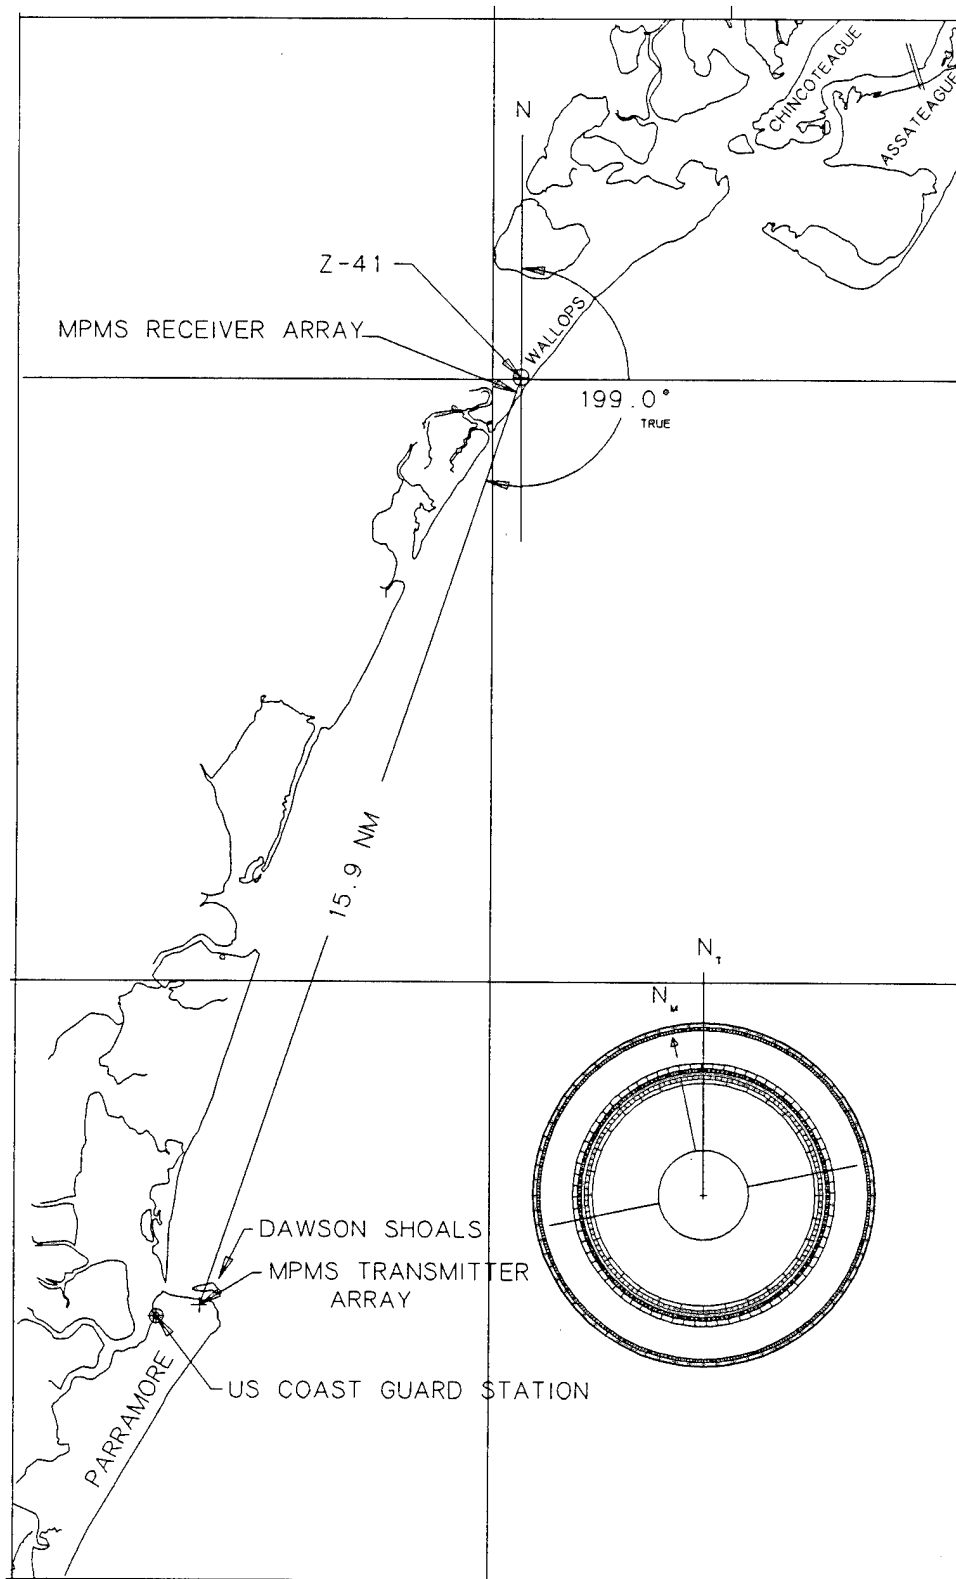 CHINCOTEAGUE
ASSATEAGUE
N
Z-41
WALLOPS
MPMS RECEIVER ARRAY
199.0°
TRUE
15.9 NM
N T
N M
DAWSON SHOALS
MPMS TRANSMITTER
ARRAY
US COAST GUARD STATION
PARRAMORE